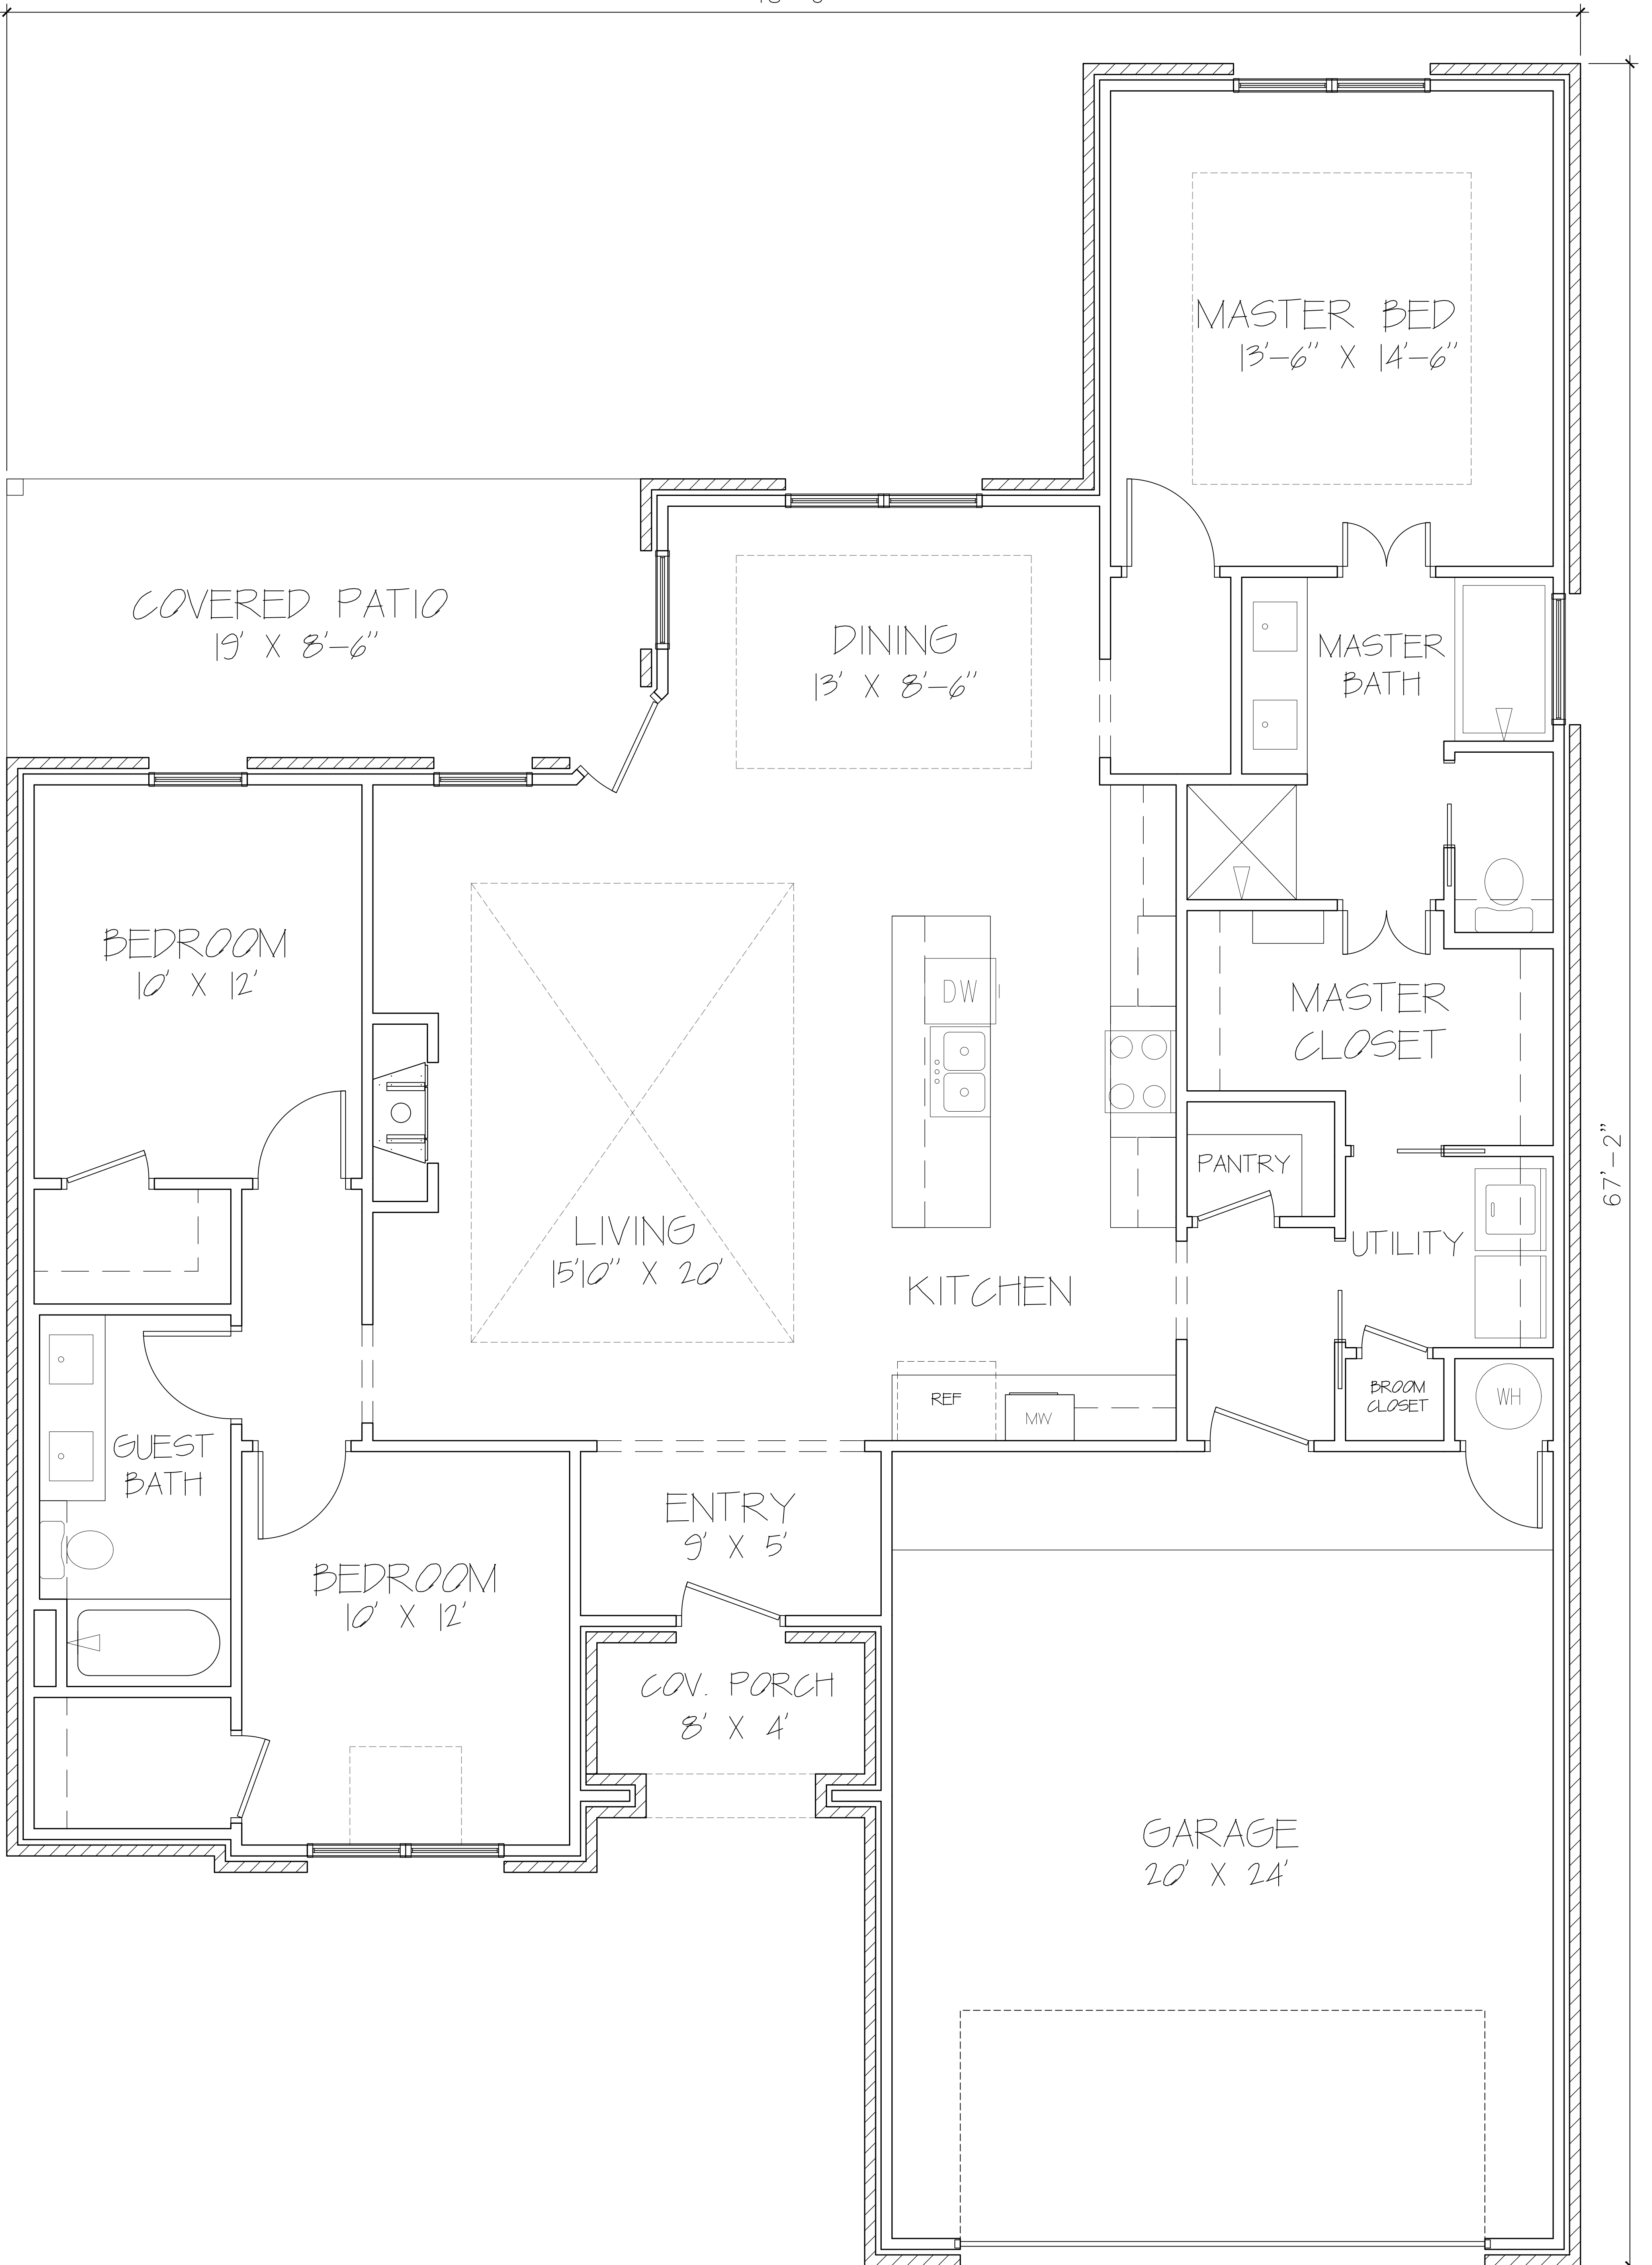 MASTER BED
13'-6" X 14'-6"
COVERED PATIO
19' X 8'-6"
DINING
13' X 8'-6"
MASTER
BATH
BEDROOM
10' X 12'
DW
MASTER
CLOSET
PANTRY
67'-2"
LIVING
15'10" X 20'
UTILITY
KITCHEN
REF
MW
BROOM
CLOSET
WH
GUEST
BATH
ENTRY
9' X 5'
BEDROOM
10' X 12'
COV. PORCH
8' X 4'
GARAGE
20' X 24'